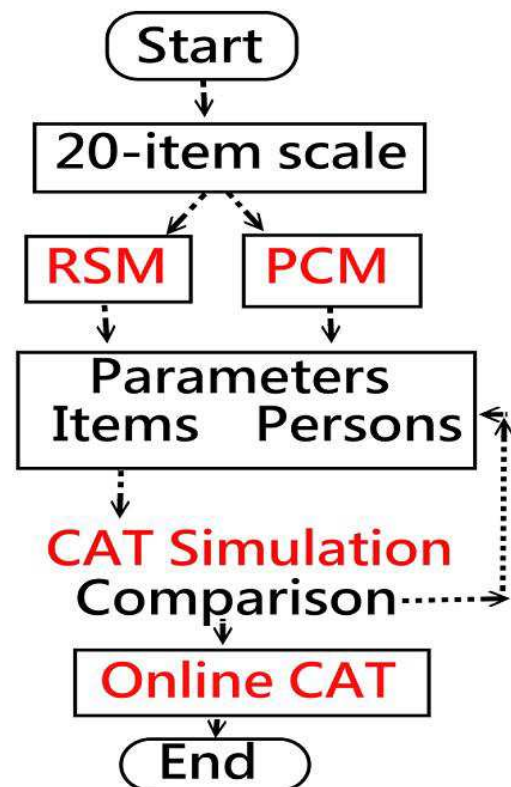 Start
20-item scale
RSM PCM
Parameters
Items Persons
CAT Simulation
Comparison
Online CAT
End